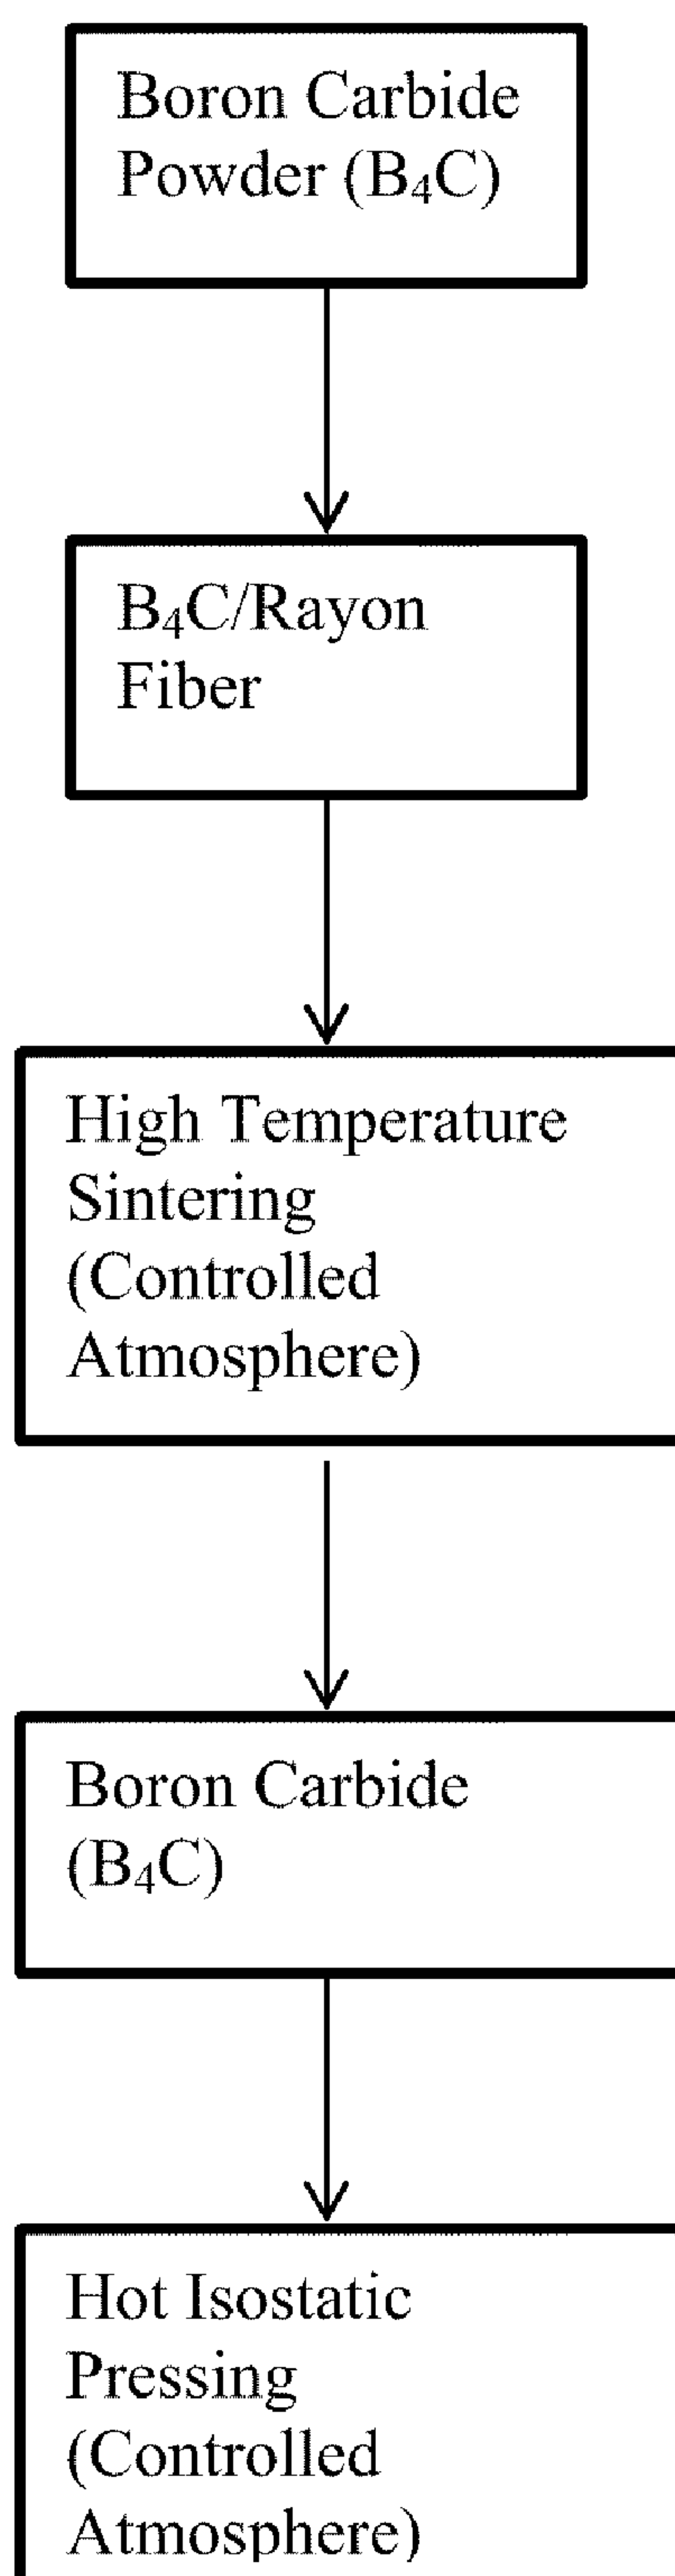 Boron Carbide
Powder (B₄C)
B₄C/Rayon
Fiber
High Temperature
Sintering
(Controlled
Atmosphere)
Boron Carbide
(B₄C)
Hot Isostatic
Pressing
(Controlled
Atmosphere)